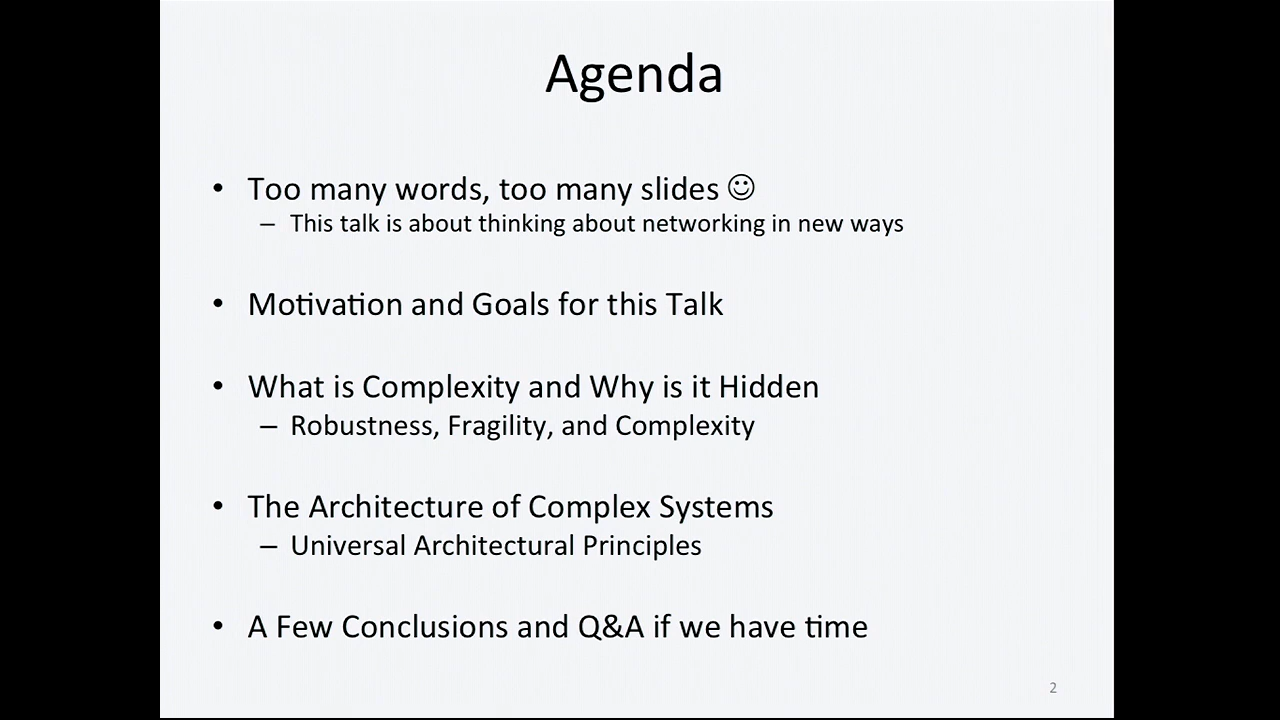 Agenda
• Too many words, too many slides ☺
– This talk is about thinking about networking in new ways
• Motivation and Goals for this Talk
• What is Complexity and Why is it Hidden
– Robustness, Fragility, and Complexity
• The Architecture of Complex Systems
– Universal Architectural Principles
• A Few Conclusions and Q&A if we have time
2